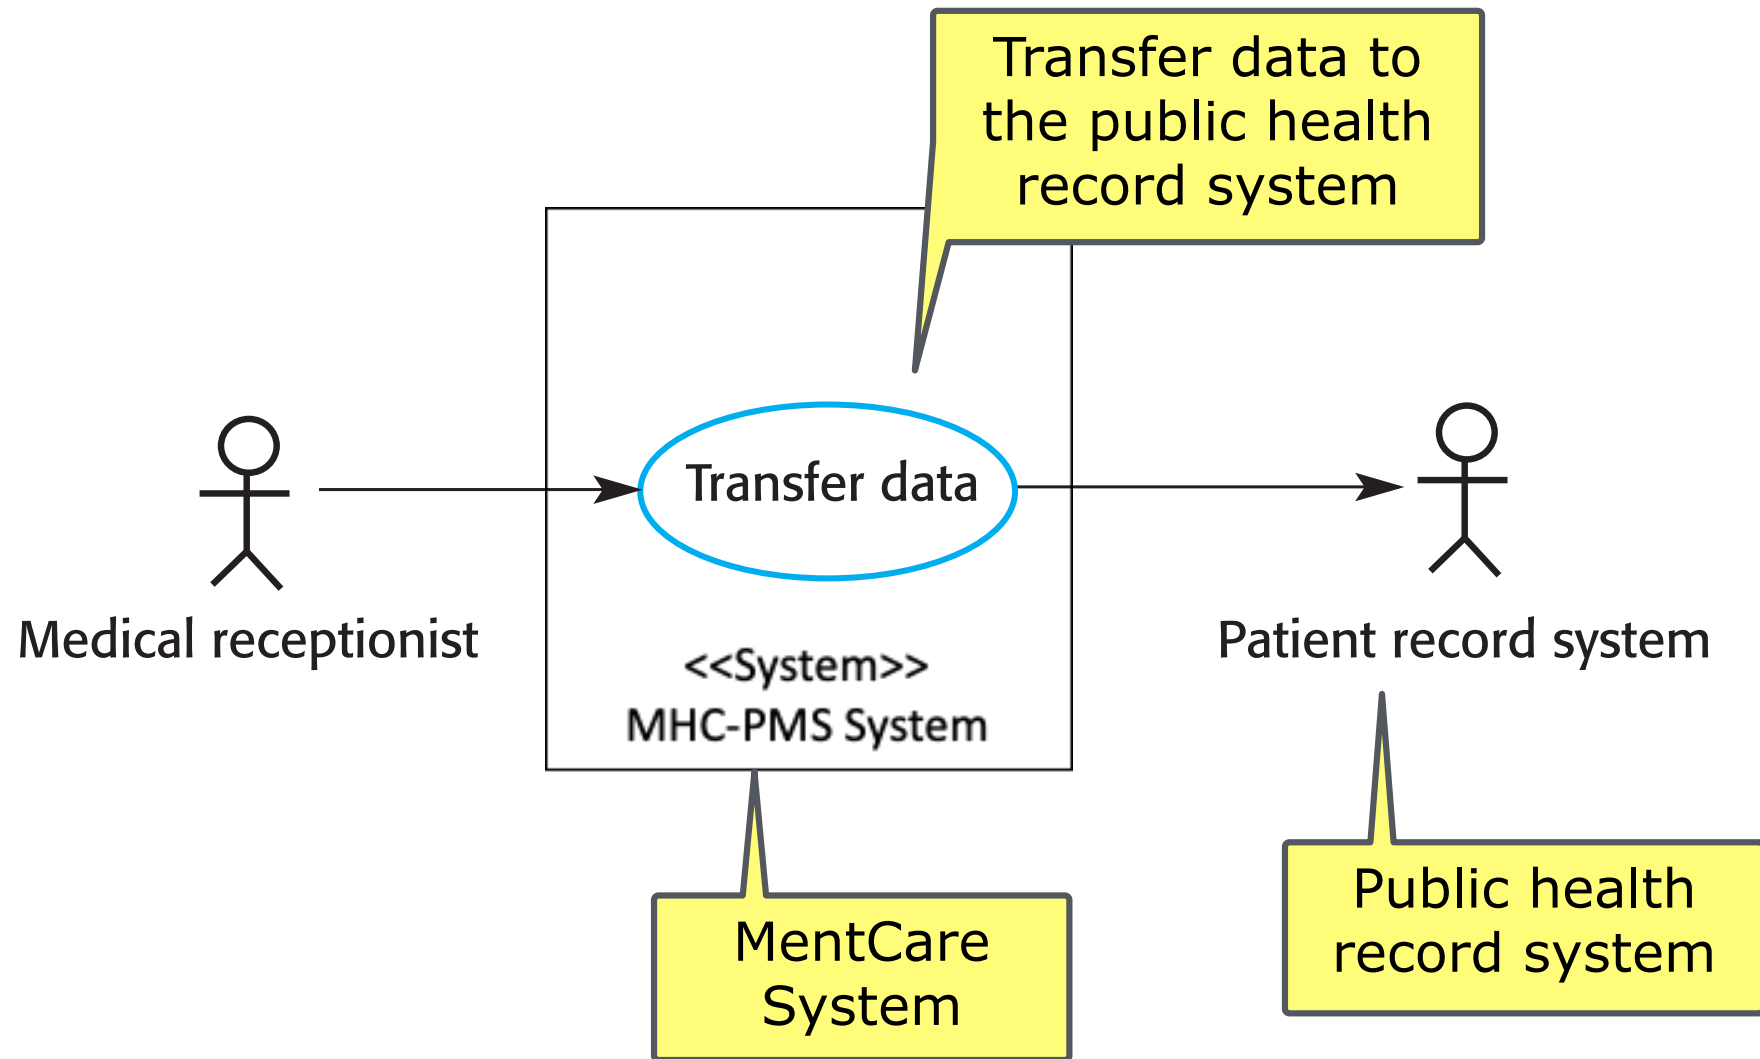 Transfer data to
the public health
record system
Transfer data
Medical receptionist
Patient record system
<<System>>
MHC-PMS System
MentCare
System
Public health
record system